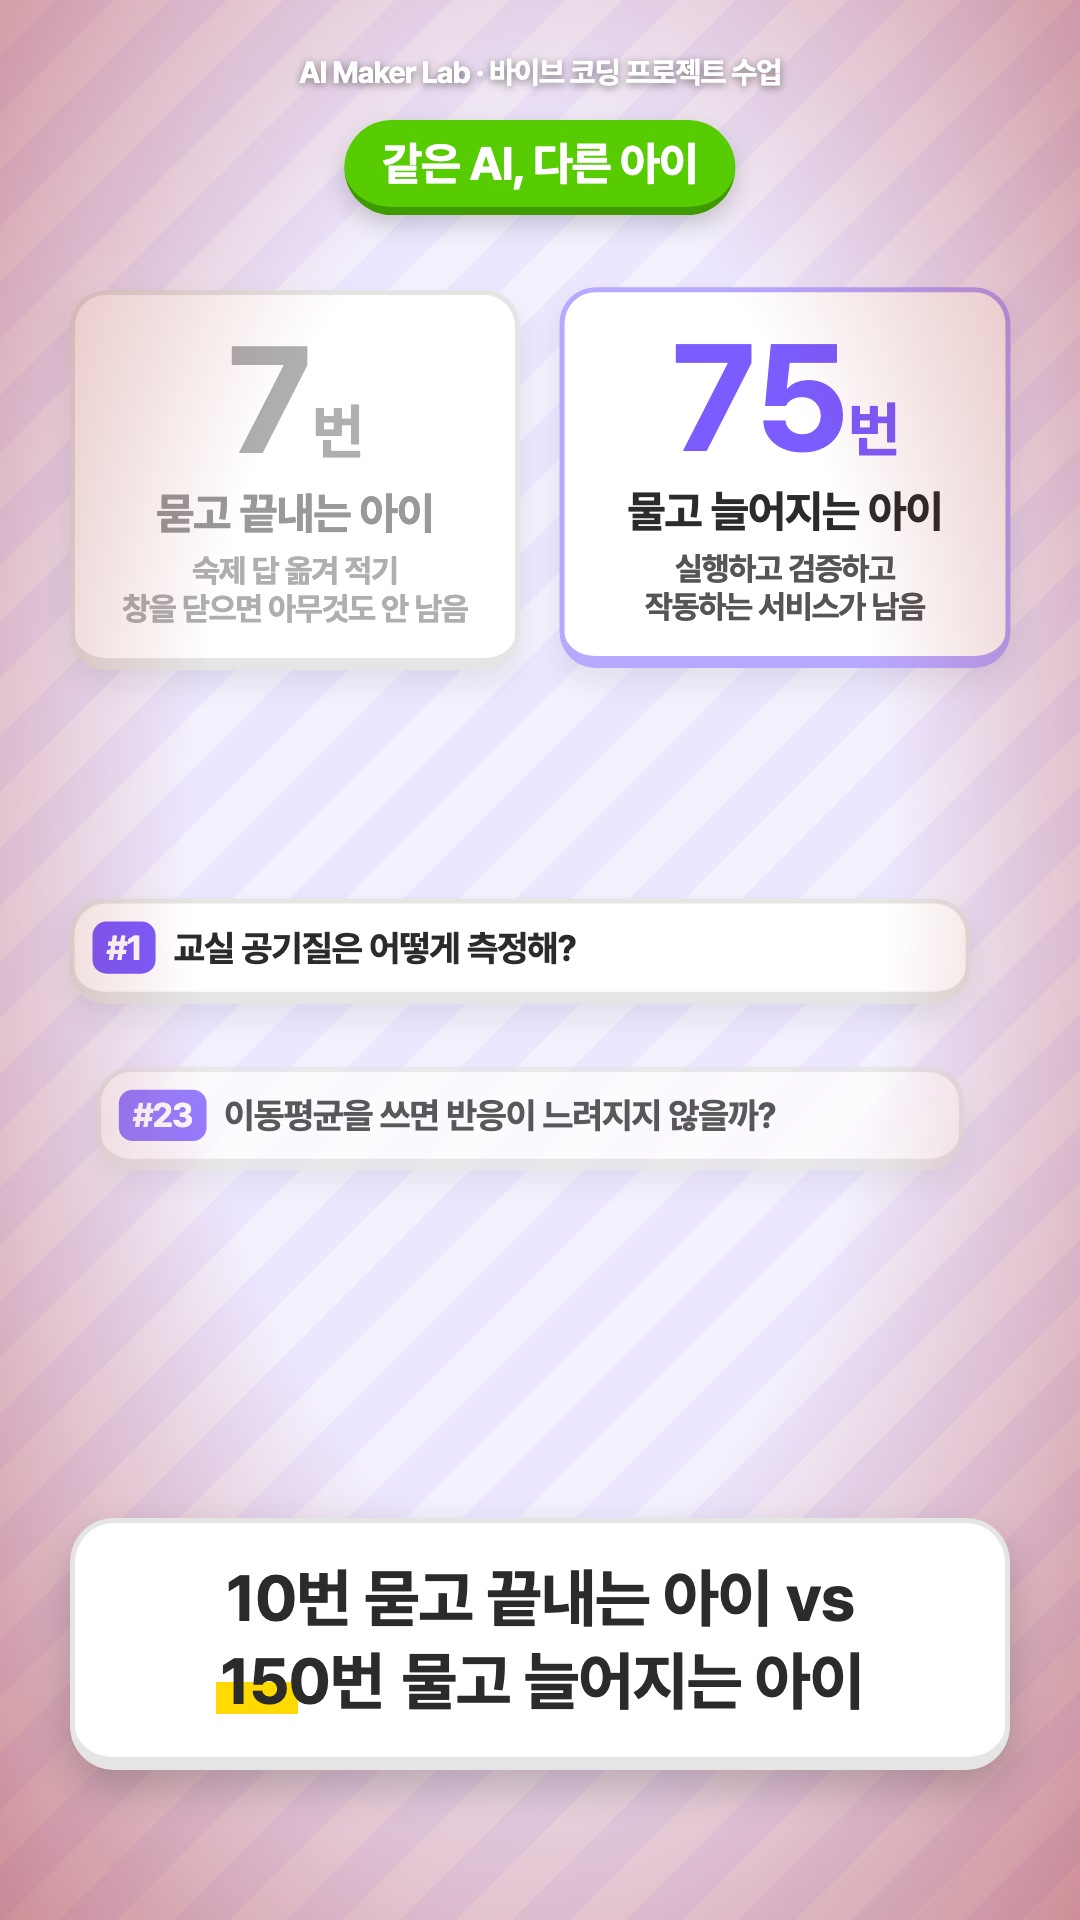 AI Maker Lab · 바이브 코딩 프로젝트 수업
같은 AI, 다른 아이
7번
묻고 끝내는 아이
숙제 답 옮겨 적기
창을 닫으면 아무것도 안 남음
75번
물고 늘어지는 아이
실행하고 검증하고
작동하는 서비스가 남음
#1 교실 공기질은 어떻게 측정해?
#23 이동평균을 쓰면 반응이 느려지지 않을까?
10번 묻고 끝내는 아이 vs
150번 물고 늘어지는 아이